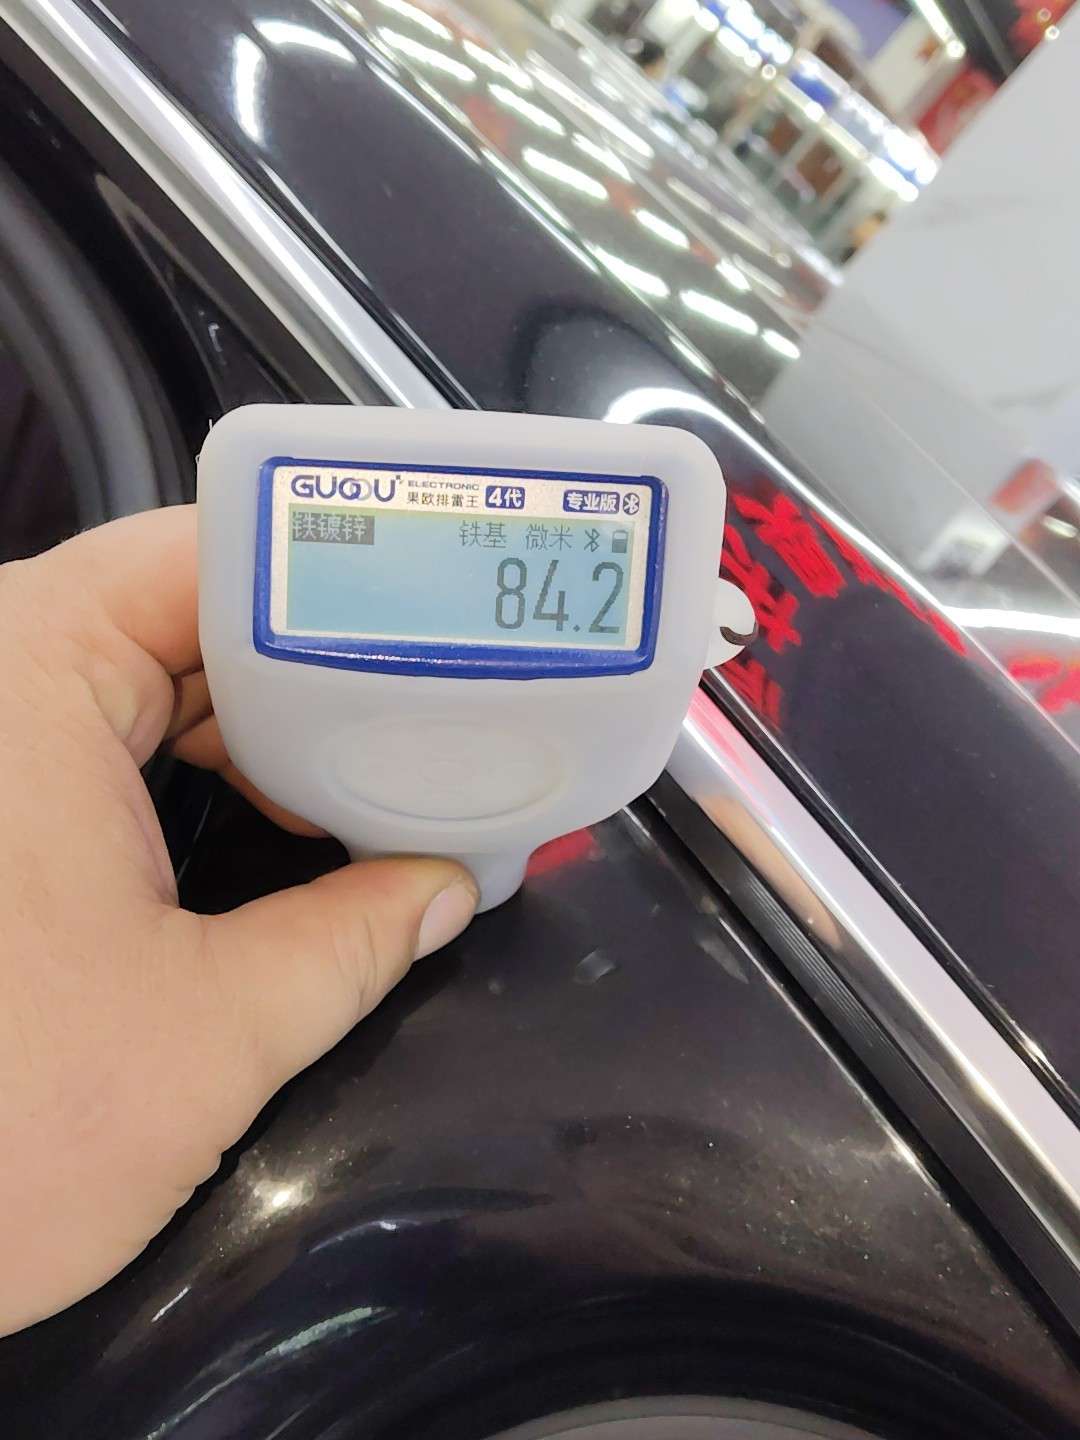 GUOOU ELECTRONIC
果欧排雷王 4代 专业版
铁镀锌 铁基 微米
84.2